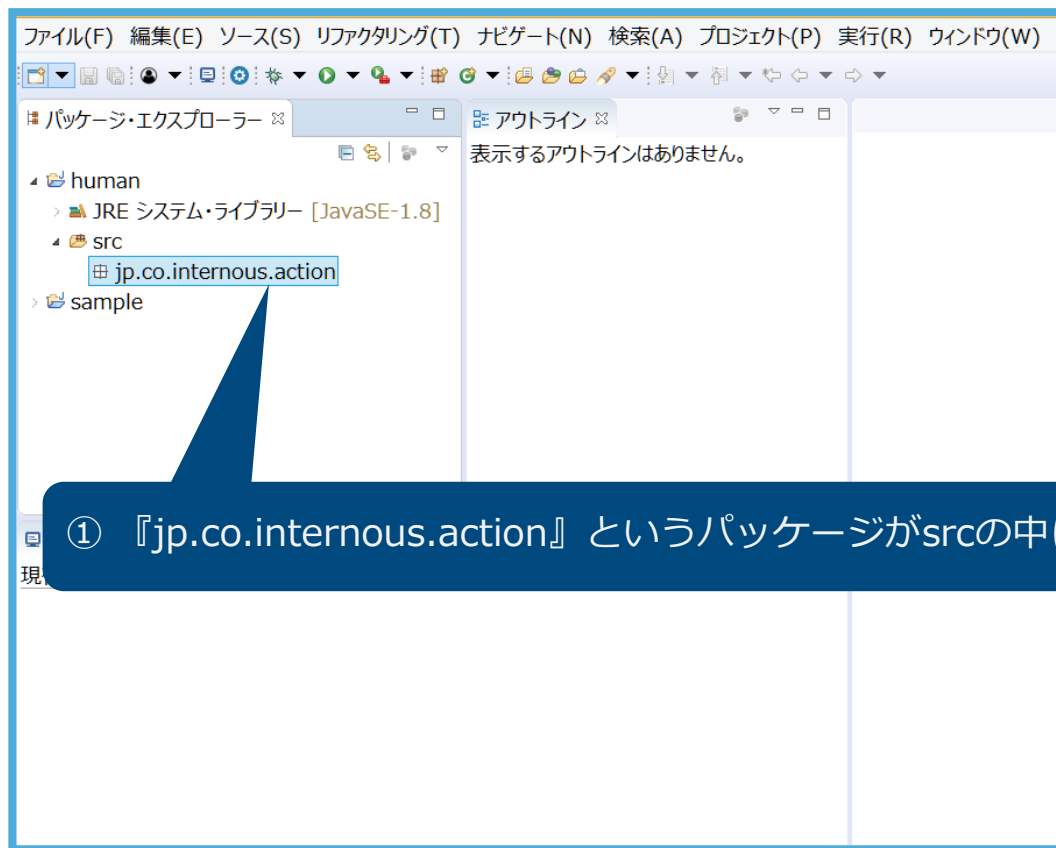 ファイル(F) 編集(E) ソース(S) リファクタリング(T) ナビゲート(N) 検索(A) プロジェクト(P) 実行(R) ウィンドウ(W)
パッケージ・エクスプローラー
アウトライン
表示するアウトラインはありません。
human
JRE システム・ライブラリー [JavaSE-1.8]
src
jp.co.internous.action
sample
① 『jp.co.internous.action』というパッケージがsrcの中
現